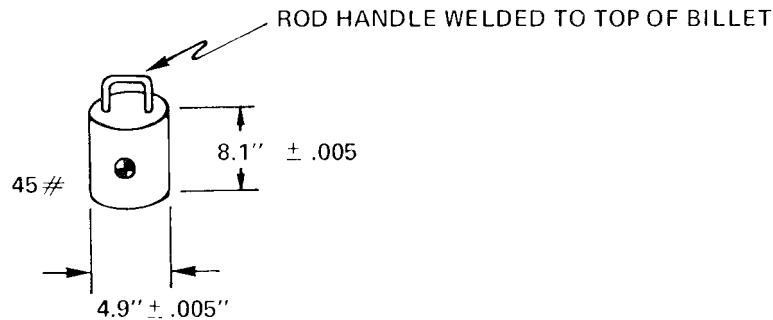 ROD HANDLE WELDED TO TOP OF BILLET
8.1'' ± .005
45#
4.9'' ± .005''